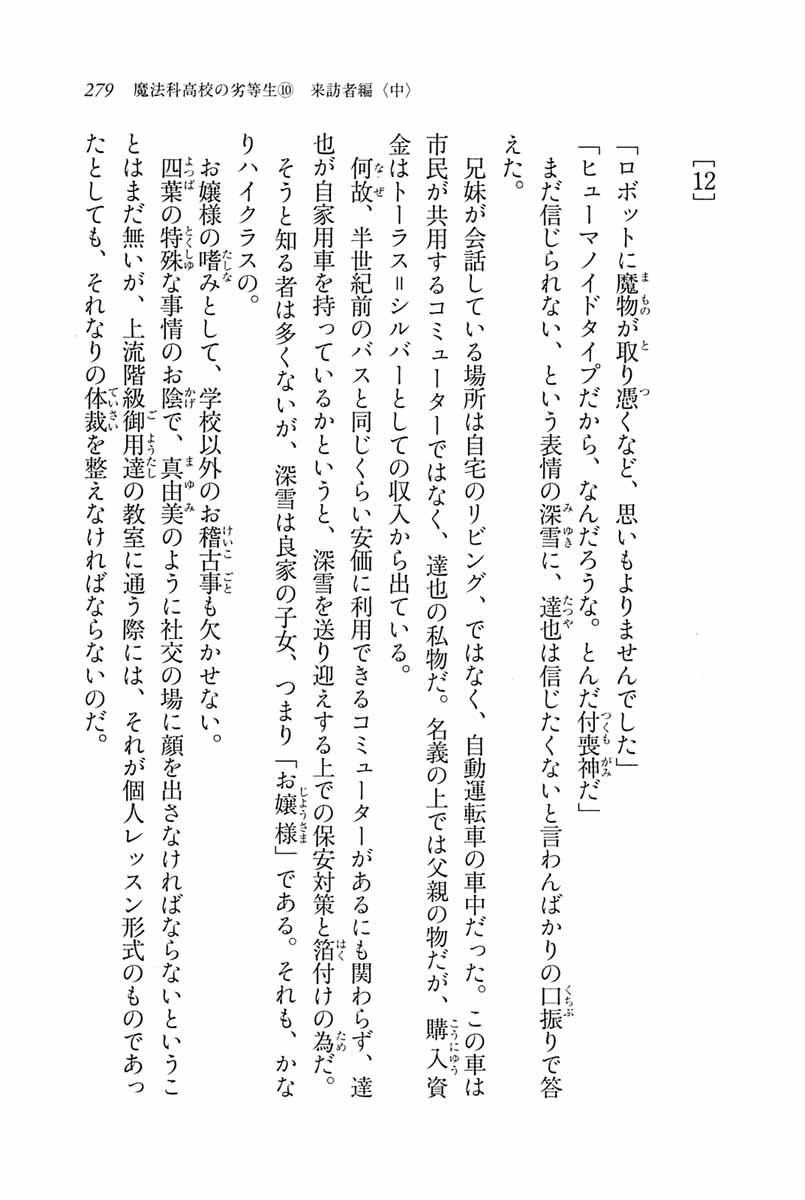 279 魔法科高校の劣等生⑩ 来訪者編〈中〉
[12]
「ロボットに魔物が取り憑くなど、思いもよりませんでした」
「ヒューマノイドタイプだから、なんだろうな。とんだ付喪神だ」
まだ信じられない、という表情の深雪に、達也は信じたくないと言わんばかりの口振りで答
えた。
兄妹が会話している場所は自宅のリビング、ではなく、自動運転車の車中だった。この車は
市民が共用するコミューターではなく、達也の私物だ。名義の上では父親の物だが、購入資
金はトーラス＝シルバーとしての収入から出ている。
何故、半世紀前のバスと同じくらい安価に利用できるコミューターがあるにも関わらず、達
也が自家用車を持っているかというと、深雪を送り迎えする上での保安対策と箔付けの為だ。
そうと知る者は多くないが、深雪は良家の子女、つまり「お嬢様」である。それも、かな
りハイクラスの。
お嬢様の嗜みとして、学校以外のお稽古事も欠かせない。
四葉の特殊な事情のお陰で、真由美のように社交の場に顔を出さなければならないというこ
とはまだ無いが、上流階級御用達の教室に通う際には、それが個人レッスン形式のものであっ
たとしても、それなりの体裁を整えなければならないのだ。